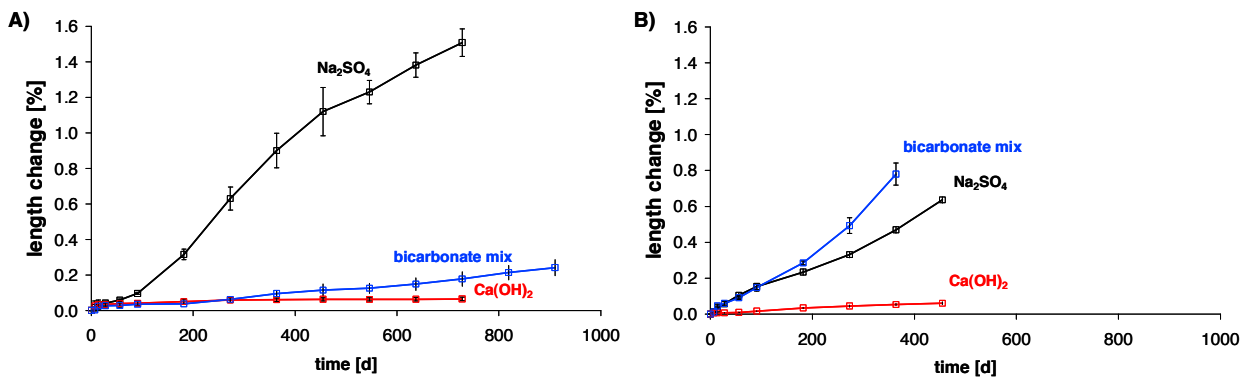 A)
length change [%]
1.6
1.4
1.2
1.0
0.8
0.6
0.4
0.2
0.0
Na₂SO₄
bicarbonate mix
Ca(OH)₂
0 200 400 600 800 1000
time [d]
B)
length change [%]
1.6
1.4
1.2
1.0
0.8
0.6
0.4
0.2
0.0
bicarbonate mix
Na₂SO₄
Ca(OH)₂
0 200 400 600 800 1000
time [d]